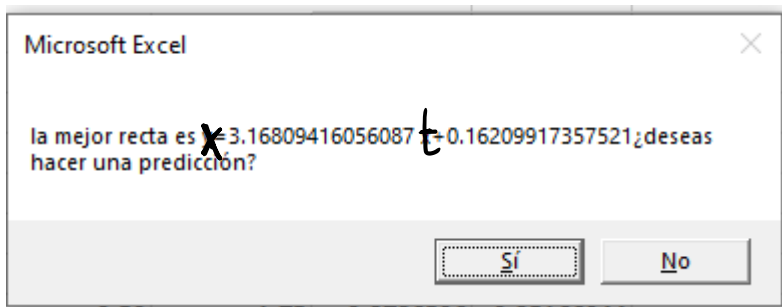 Microsoft Excel
la mejor recta es x=3.16809416056087 t+0.16209917357521¿deseas
hacer una predicción?
Sí
No